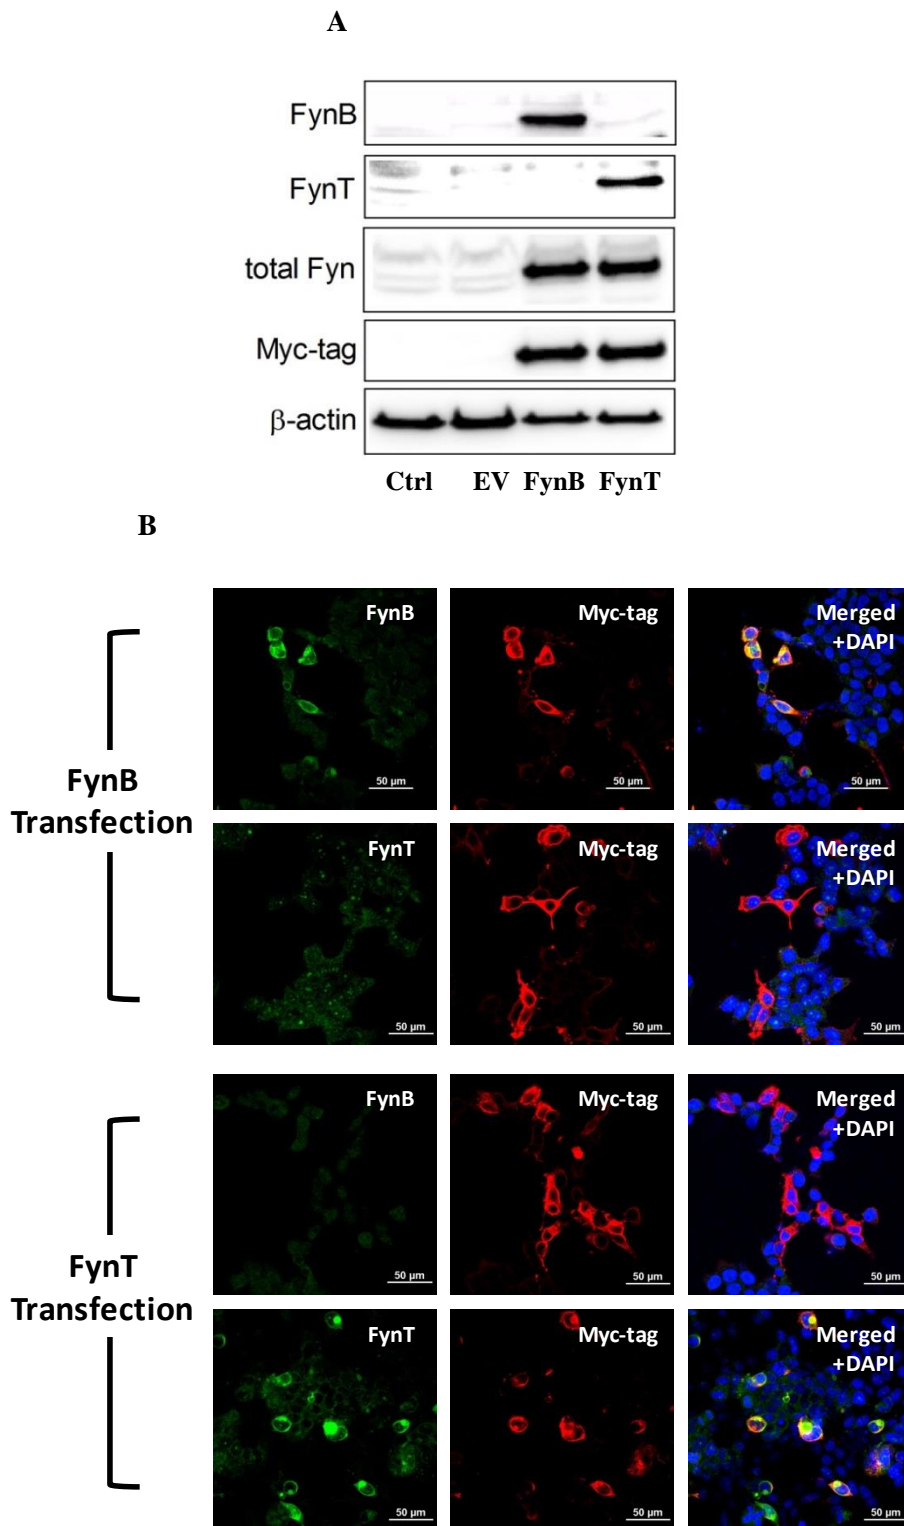 A
FynB
FynT
total Fyn
Myc-tag
β-actin
Ctrl EV FynB FynT
B
FynB
Transfection
FynB Myc-tag Merged
+DAPI
50 µm 50 µm 50 µm
FynT Myc-tag Merged
+DAPI
50 µm 50 µm 50 µm
FynT
Transfection
FynB Myc-tag Merged
+DAPI
50 µm 50 µm 50 µm
FynT Myc-tag Merged
+DAPI
50 µm 50 µm 50 µm